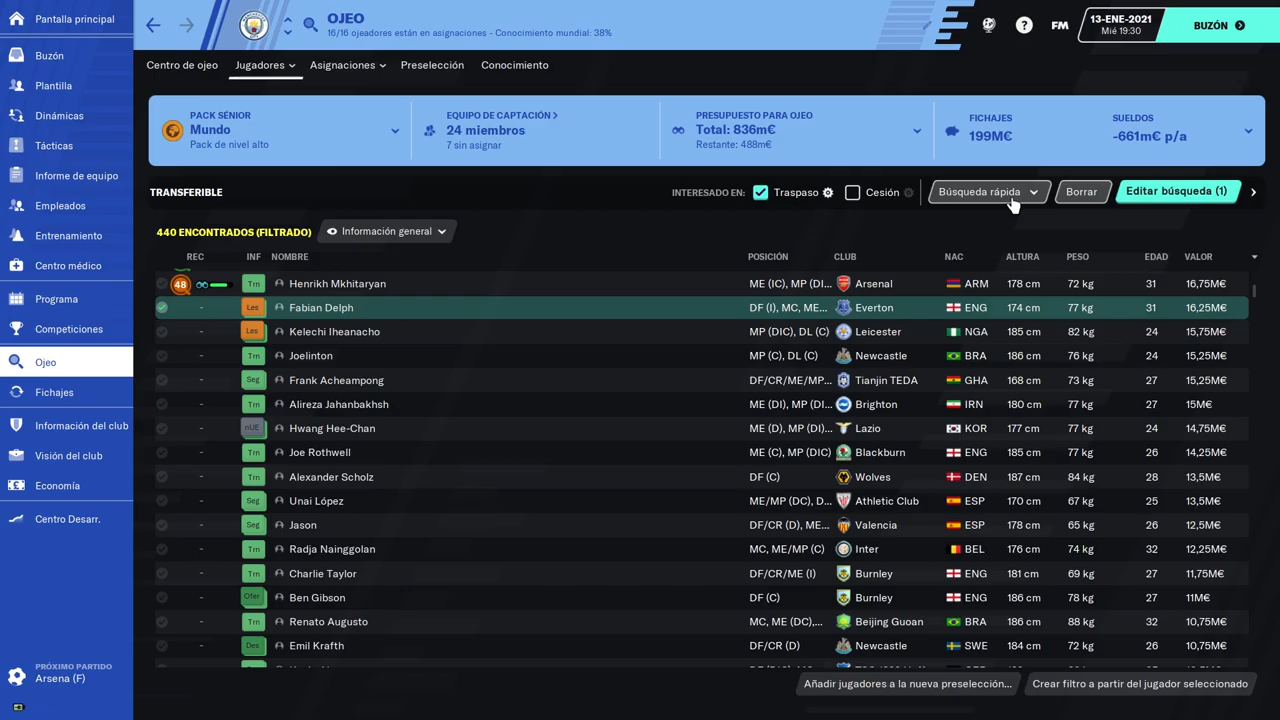 Pantalla principal
Buzón
Plantilla
Dinámicas
Tácticas
Informe de equipo
Empleados
Entrenamiento
Centro médico
Programa
Competiciones
Ojeo
Fichajes
Información del club
Visión del club
Economía
Centro Desarr.
PRÓXIMO PARTIDO
Arsena (F)
OJEO
16/16 ojeadores están en asignaciones - Conocimiento mundial: 38%
? FM
13-ENE-2021
Mié 19:30
BUZÓN
Centro de ojeo Jugadores Asignaciones Preselección Conocimiento
PACK SÉNIOR
Mundo
Pack de nivel alto
EQUIPO DE CAPTACIÓN >
24 miembros
7 sin asignar
PRESUPUESTO PARA OJEO
Total: 836m€
Restante: 488m€
FICHAJES
199M€
SUELDOS
-661m€ p/a
TRANSFERIBLE INTERESADO EN: Traspaso Cesión Búsqueda rápida Borrar Editar búsqueda (1)
440 ENCONTRADOS (FILTRADO) Información general
REC INF NOMBRE POSICIÓN CLUB NAC ALTURA PESO EDAD VALOR
48 Trn Henrikh Mkhitaryan ME (IC), MP (DI... Arsenal ARM 178 cm 72 kg 31 16,75M€
- Les Fabian Delph DF (I), MC, ME... Everton ENG 174 cm 77 kg 31 16,25M€
- Les Kelechi Iheanacho MP (DIC), DL (C) Leicester NGA 185 cm 82 kg 24 15,75M€
- Trn Joelinton MP (C), DL (C) Newcastle BRA 186 cm 76 kg 24 15,25M€
- Seg Frank Acheampong DF/CR/ME/MP... Tianjin TEDA GHA 168 cm 73 kg 27 15,25M€
- Trn Alireza Jahanbakhsh ME (DI), MP (DI... Brighton IRN 180 cm 77 kg 27 15M€
- nUE Hwang Hee-Chan ME (D), MP (DI)... Lazio KOR 177 cm 77 kg 24 14,75M€
- Trn Joe Rothwell ME (C), MP (DIC) Blackburn ENG 185 cm 77 kg 26 14,25M€
- Trn Alexander Scholz DF (C) Wolves DEN 187 cm 84 kg 28 13,5M€
- Seg Unai López ME/MP (DC), D... Athletic Club ESP 170 cm 67 kg 25 13,5M€
- Seg Jason DF/CR (D), ME... Valencia ESP 178 cm 65 kg 26 12,5M€
- Trn Radja Nainggolan MC, ME/MP (C) Inter BEL 176 cm 74 kg 32 12,25M€
- Trn Charlie Taylor DF/CR/ME (I) Burnley ENG 181 cm 69 kg 27 11,75M€
- Ofer Ben Gibson DF (C) Burnley ENG 186 cm 78 kg 27 11M€
- Trn Renato Augusto MC, ME (DC),... Beijing Guoan BRA 186 cm 88 kg 32 10,75M€
- Des Emil Krafth DF/CR (D) Newcastle SWE 184 cm 72 kg 26 10,75M€
Añadir jugadores a la nueva preselección... Crear filtro a partir del jugador seleccionado